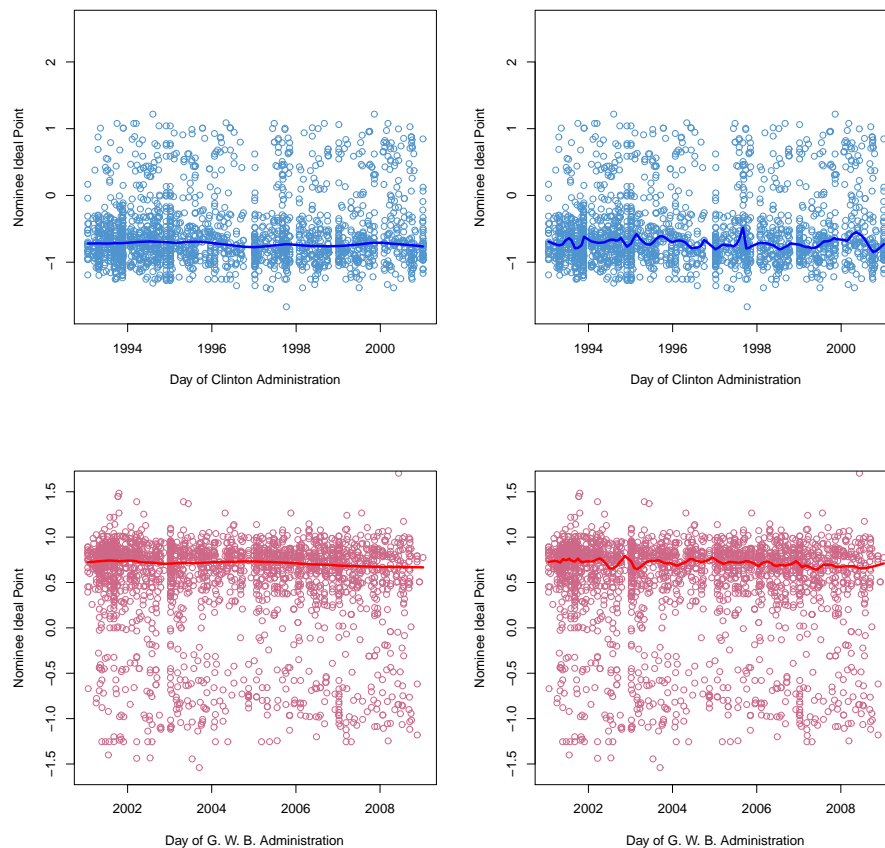 2
1
0
−1
Nominee Ideal Point
1994 1996 1998 2000
Day of Clinton Administration
2
1
0
−1
Nominee Ideal Point
1994 1996 1998 2000
Day of Clinton Administration
1.5
1.0
0.5
0.0
−0.5
−1.0
−1.5
Nominee Ideal Point
2002 2004 2006 2008
Day of G. W. B. Administration
1.5
1.0
0.5
0.0
−0.5
−1.0
−1.5
Nominee Ideal Point
2002 2004 2006 2008
Day of G. W. B. Administration